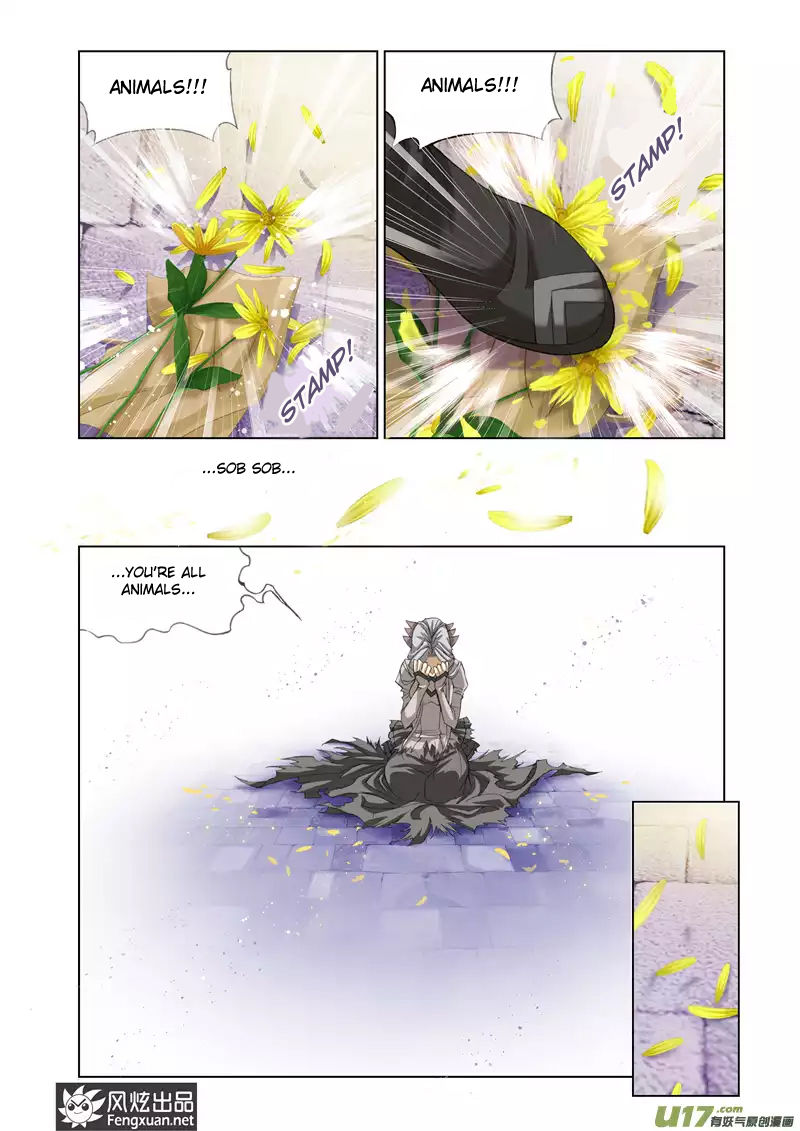 ANIMALS!!!
STAMP!
ANIMALS!!!
STAMP!
...SOB SOB...
...YOU'RE ALL
ANIMALS...
风炫出品
Fengxuan.net
U17.com
有妖气原创漫画